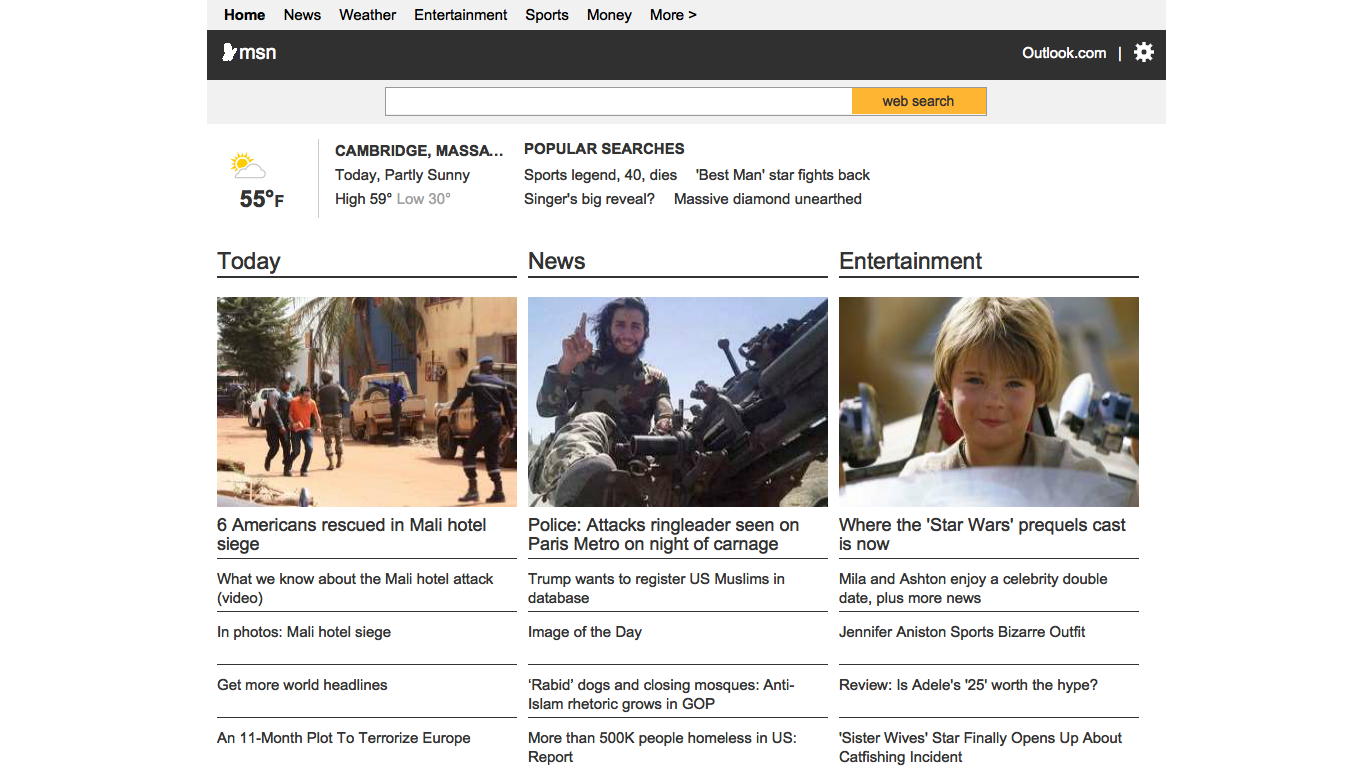 Home News Weather Entertainment Sports Money More >
msn
Outlook.com |
web search
CAMBRIDGE, MASSA...
Today, Partly Sunny
High 59° Low 30°
55°F
POPULAR SEARCHES
Sports legend, 40, dies 'Best Man' star fights back
Singer's big reveal? Massive diamond unearthed
Today
6 Americans rescued in Mali hotel
siege
What we know about the Mali hotel attack
(video)
In photos: Mali hotel siege
Get more world headlines
An 11-Month Plot To Terrorize Europe
News
Police: Attacks ringleader seen on
Paris Metro on night of carnage
Trump wants to register US Muslims in
database
Image of the Day
‘Rabid’ dogs and closing mosques: Anti-
Islam rhetoric grows in GOP
More than 500K people homeless in US:
Report
Entertainment
Where the 'Star Wars' prequels cast
is now
Mila and Ashton enjoy a celebrity double
date, plus more news
Jennifer Aniston Sports Bizarre Outfit
Review: Is Adele's '25' worth the hype?
'Sister Wives' Star Finally Opens Up About
Catfishing Incident